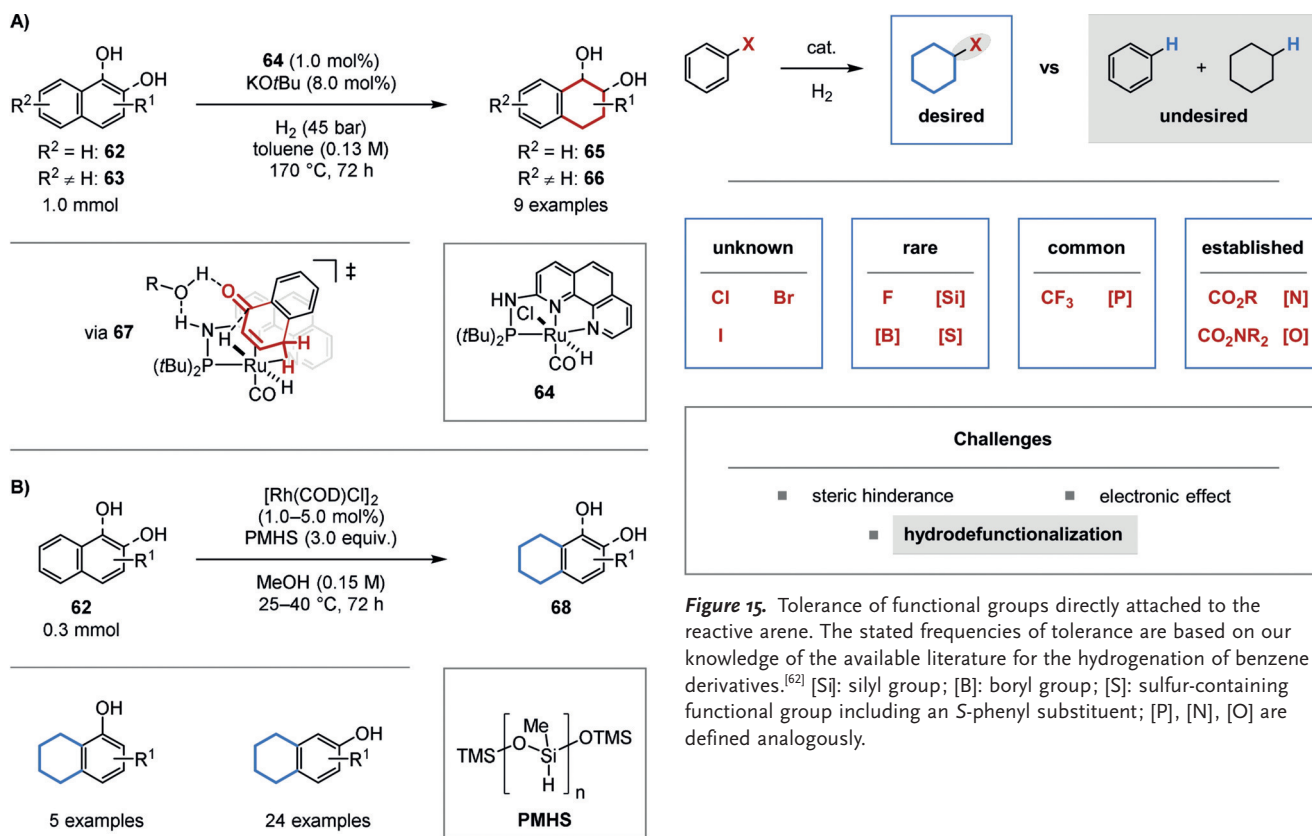 A)
OH
OH
R²
R¹
R² = H: 62
R² ≠ H: 63
1.0 mmol
64 (1.0 mol%)
KOtBu (8.0 mol%)
H₂ (45 bar)
toluene (0.13 M)
170 °C, 72 h
OH
OH
R²
R¹
R² = H: 65
R² ≠ H: 66
9 examples
via 67
‡
R
O
H
O
H
N
H
H
H
(tBu)₂P
Ru
H
CO
HN
Cl
N
N
(tBu)₂P
Ru
H
CO
64
B)
OH
OH
R¹
62
0.3 mmol
[Rh(COD)Cl]₂
(1.0–5.0 mol%)
PMHS (3.0 equiv.)
MeOH (0.15 M)
25–40 °C, 72 h
OH
OH
R¹
68
OH
R¹
5 examples
OH
R¹
24 examples
Me
TMS
O
Si
OTMS
H
n
PMHS
X
cat.
H₂
X
desired
vs
H
+
H
undesired
unknown
Cl Br
I
rare
F [Si]
[B] [S]
common
CF₃ [P]
established
CO₂R [N]
CO₂NR₂ [O]
Challenges
■ steric hinderance
■ electronic effect
■ hydrodefunctionalization
Figure 15. Tolerance of functional groups directly attached to the
reactive arene. The stated frequencies of tolerance are based on our
knowledge of the available literature for the hydrogenation of benzene
derivatives.[62] [Si]: silyl group; [B]: boryl group; [S]: sulfur-containing
functional group including an S-phenyl substituent; [P], [N], [O] are
defined analogously.